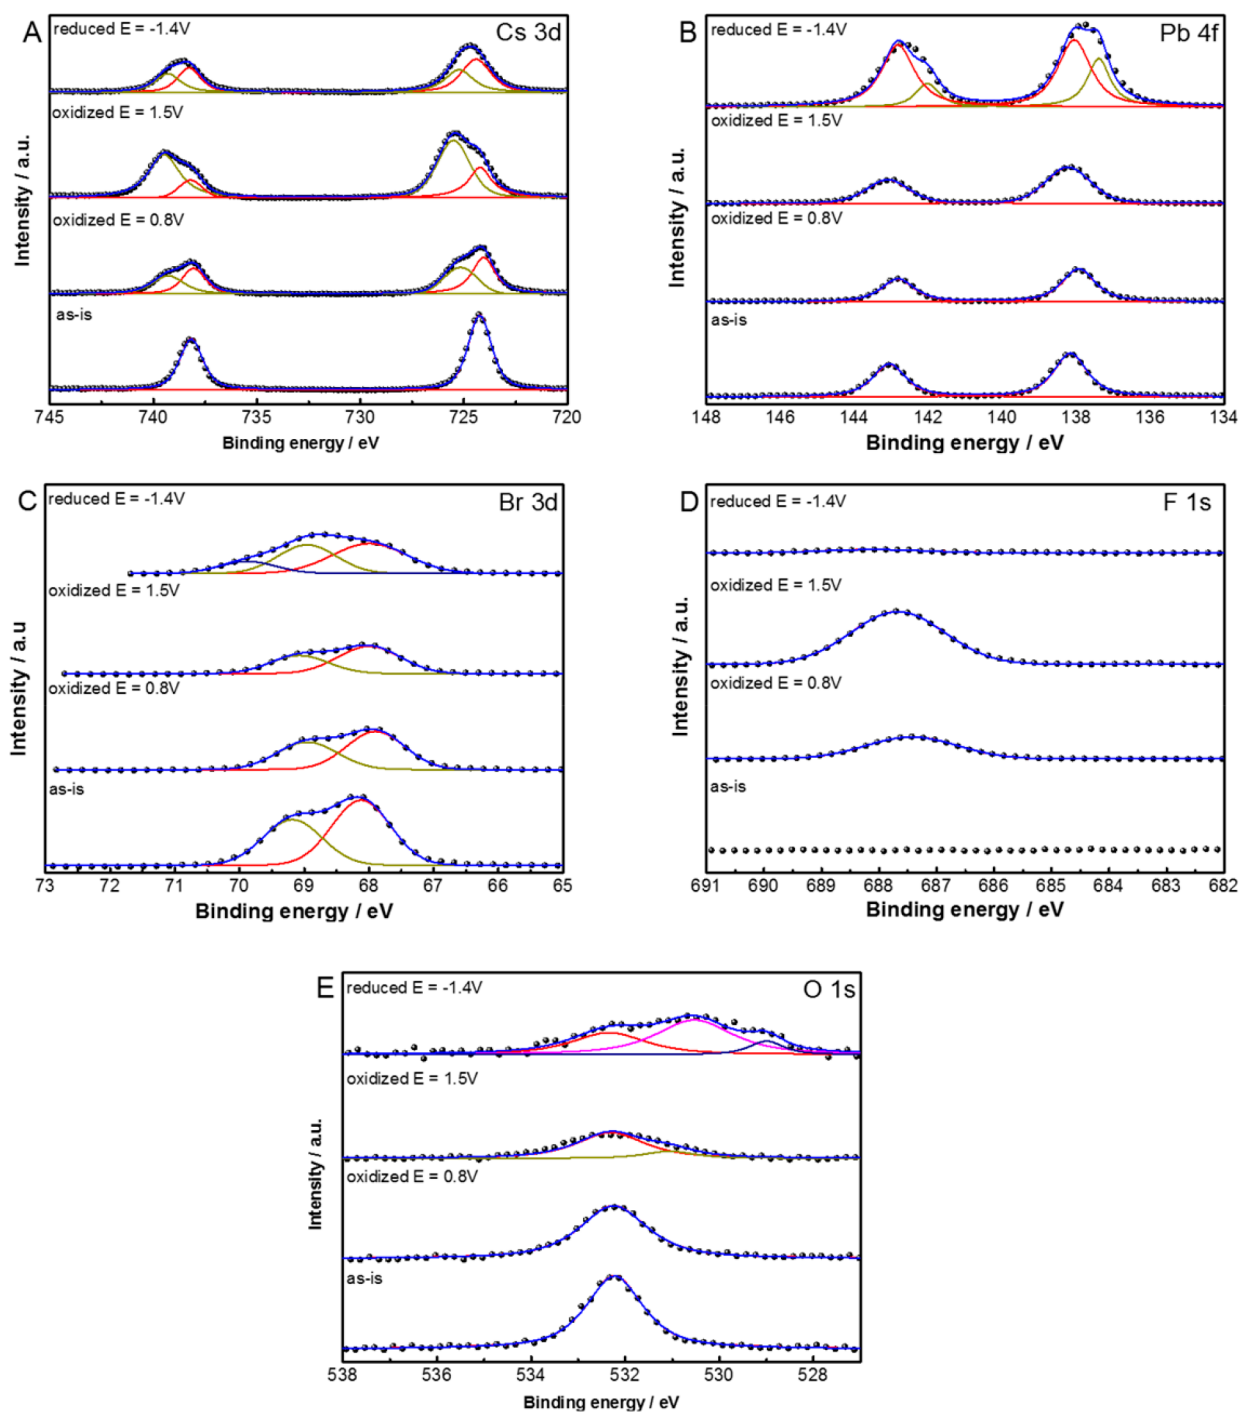 A
reduced E = -1.4V
Cs 3d
oxidized E = 1.5V
oxidized E = 0.8V
as-is
Intensity / a.u.
745 740 735 730 725 720
Binding energy / eV
B
reduced E = -1.4V
Pb 4f
oxidized E = 1.5V
oxidized E = 0.8V
as-is
Intensity / a.u.
148 146 144 142 140 138 136 134
Binding energy / eV
C
reduced E = -1.4V
Br 3d
oxidized E = 1.5V
oxidized E = 0.8V
as-is
Intensity / a.u
73 72 71 70 69 68 67 66 65
Binding energy / eV
D
reduced E = -1.4V
F 1s
oxidized E = 1.5V
oxidized E = 0.8V
as-is
Intensity / a.u.
691 690 689 688 687 686 685 684 683 682
Binding energy / eV
E
reduced E = -1.4V
O 1s
oxidized E = 1.5V
oxidized E = 0.8V
as-is
Intensity / a.u.
538 536 534 532 530 528
Binding energy / eV